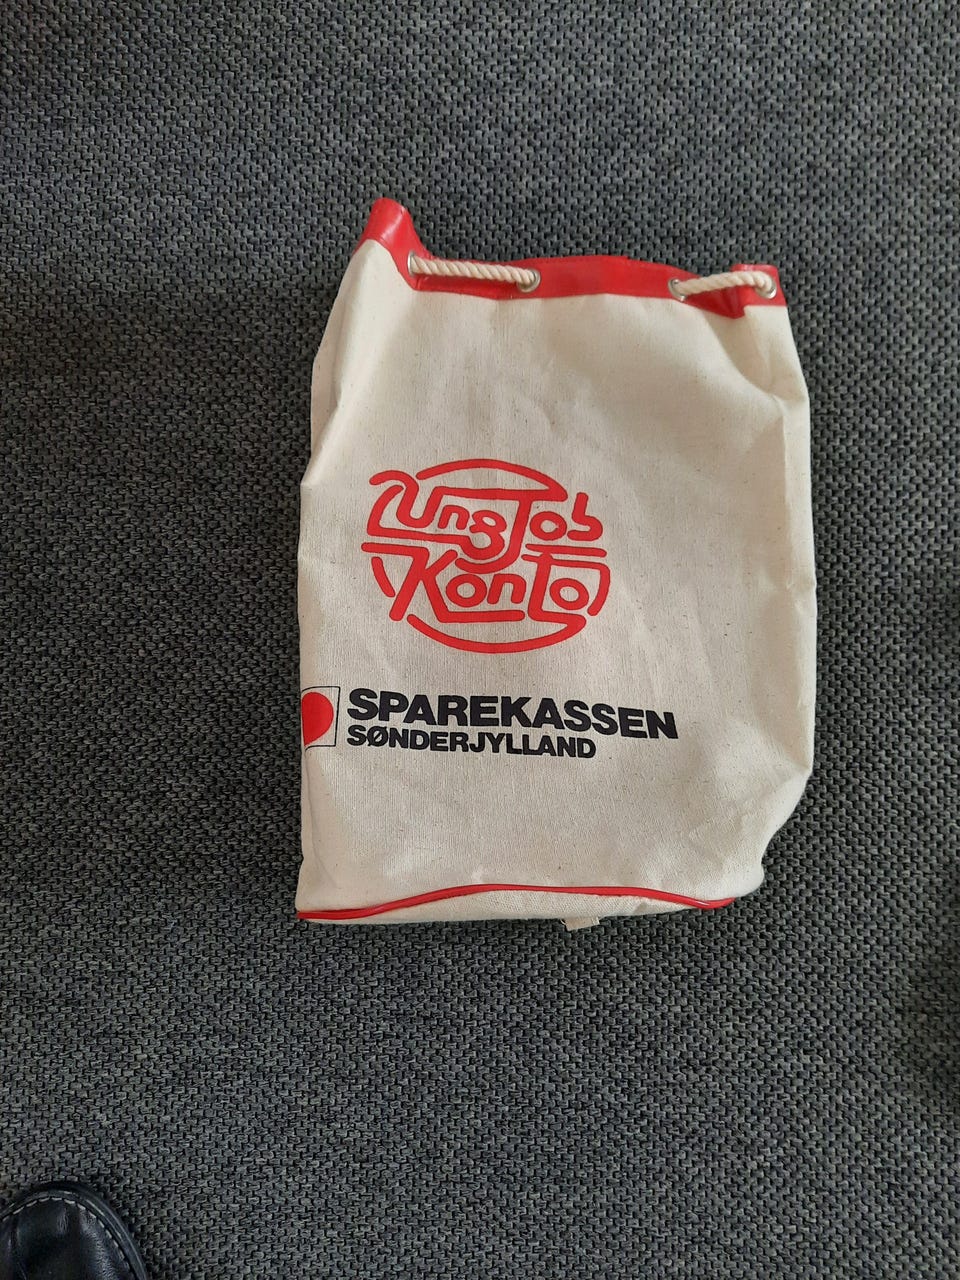 Ung Job
Konto
SPAREKASSEN
SØNDERJYLLAND